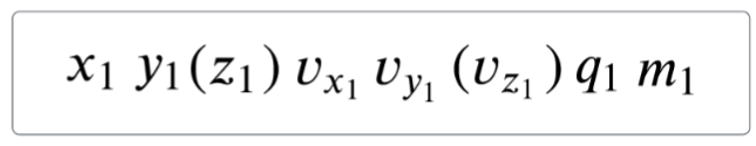 x₁ y₁(z₁) v_{x₁} v_{y₁} (v_{z₁}) q₁ m₁